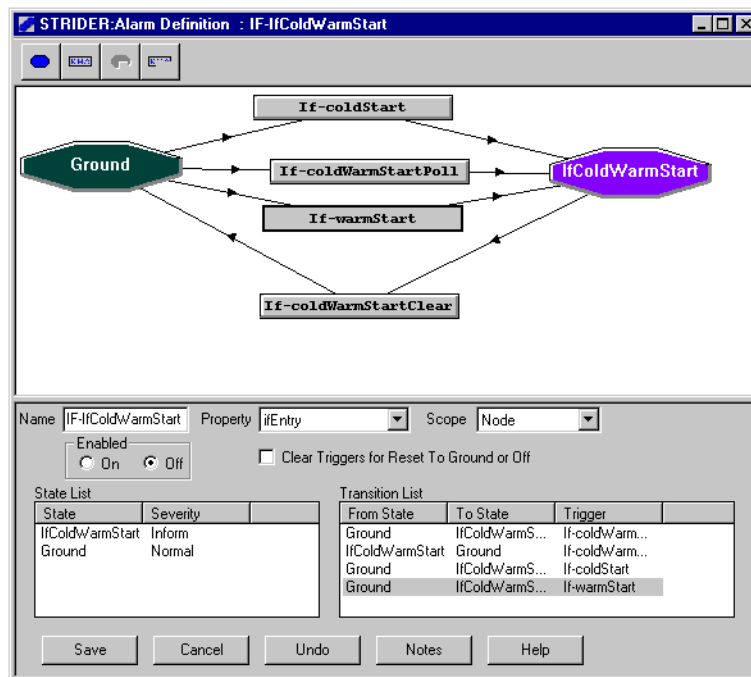 STRIDER:Alarm Definition : IF-IfColdWarmStart
If-coldStart
Ground
If-coldWarmStartPoll
IfColdWarmStart
If-warmStart
If-coldWarmStartClear
Name IF-IfColdWarmStart Property ifEntry Scope Node
Enabled
On Off
Clear Triggers for Reset To Ground or Off
State List
State Severity
IfColdWarmStart Inform
Ground Normal
Transition List
From State To State Trigger
Ground IfColdWarmS... If-coldWarm...
IfColdWarmStart Ground If-coldWarm...
Ground IfColdWarmS... If-coldStart
Ground IfColdWarmS... If-warmStart
Save Cancel Undo Notes Help